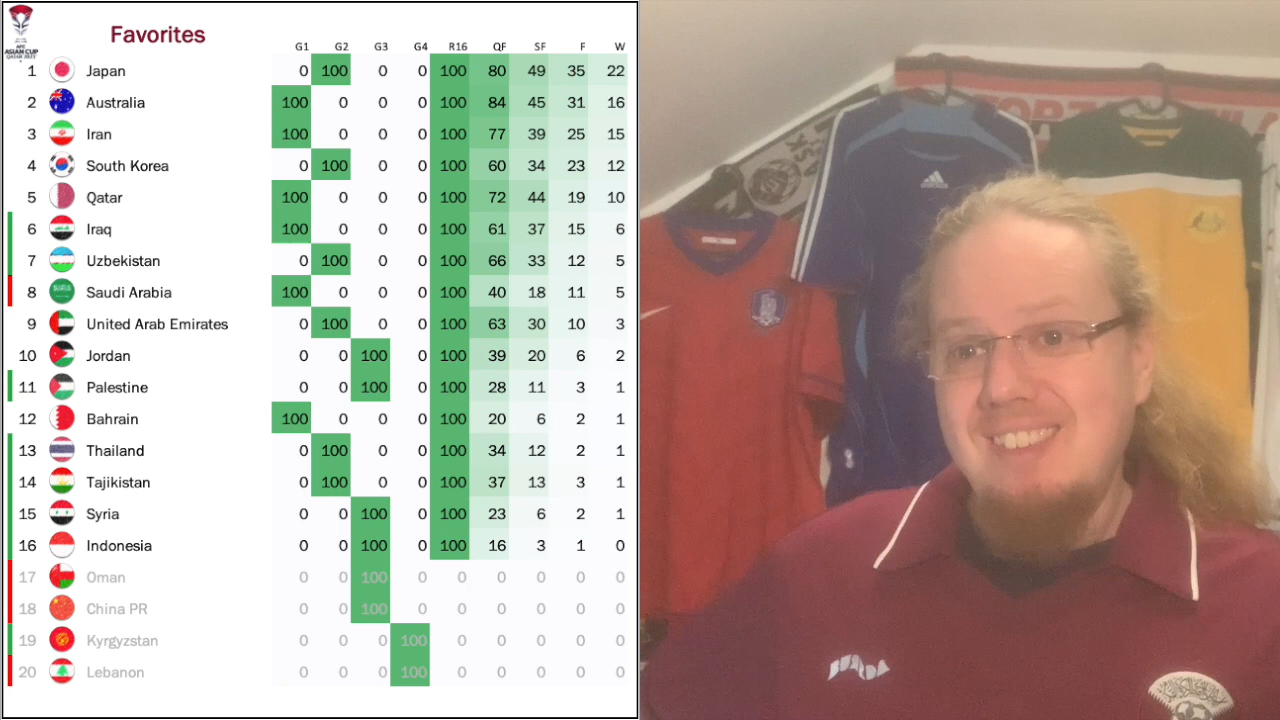 AFC
ASIAN CUP
QATAR 2023
Favorites
G1 G2 G3 G4 R16 QF SF F W
1 Japan 0 100 0 0 100 80 49 35 22
2 Australia 100 0 0 0 100 84 45 31 16
3 Iran 100 0 0 0 100 77 39 25 15
4 South Korea 0 100 0 0 100 60 34 23 12
5 Qatar 100 0 0 0 100 72 44 19 10
6 Iraq 100 0 0 0 100 61 37 15 6
7 Uzbekistan 0 100 0 0 100 66 33 12 5
8 Saudi Arabia 100 0 0 0 100 40 18 11 5
9 United Arab Emirates 0 100 0 0 100 63 30 10 3
10 Jordan 0 0 100 0 100 39 20 6 2
11 Palestine 0 0 100 0 100 28 11 3 1
12 Bahrain 100 0 0 0 100 20 6 2 1
13 Thailand 0 100 0 0 100 34 12 2 1
14 Tajikistan 0 100 0 0 100 37 13 3 1
15 Syria 0 0 100 0 100 23 6 2 1
16 Indonesia 0 0 100 0 100 16 3 1 0
17 Oman 0 0 100 0 0 0 0 0 0
18 China PR 0 0 100 0 0 0 0 0 0
19 Kyrgyzstan 0 0 0 100 0 0 0 0 0
20 Lebanon 0 0 0 100 0 0 0 0 0
adidas